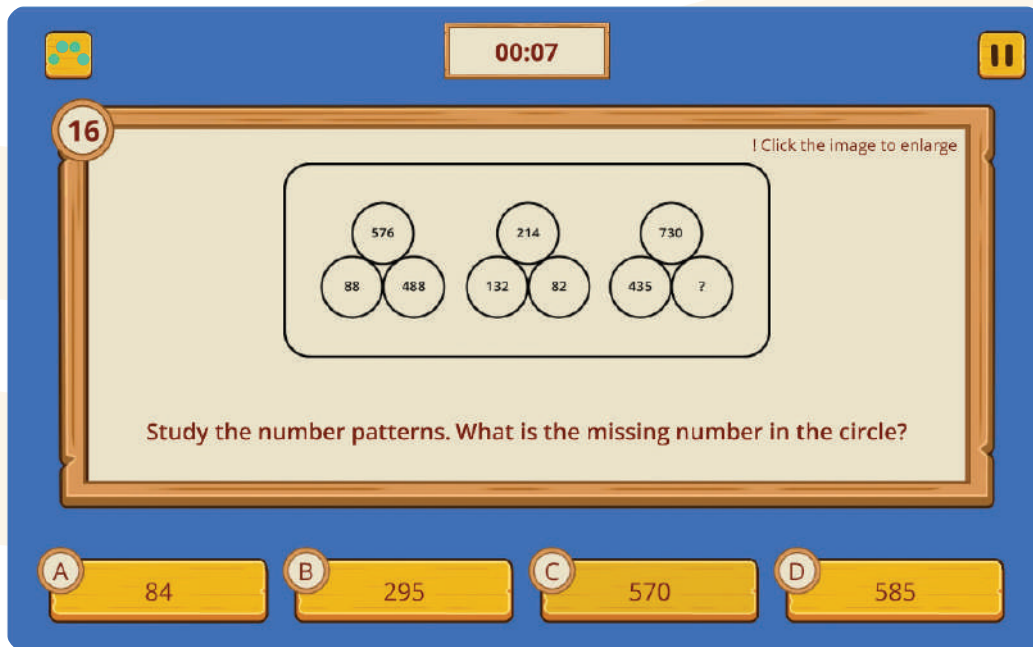 00:07
16
! Click the image to enlarge
576 214 730
88 488 132 82 435 ?
Study the number patterns. What is the missing number in the circle?
A 84 B 295 C 570 D 585